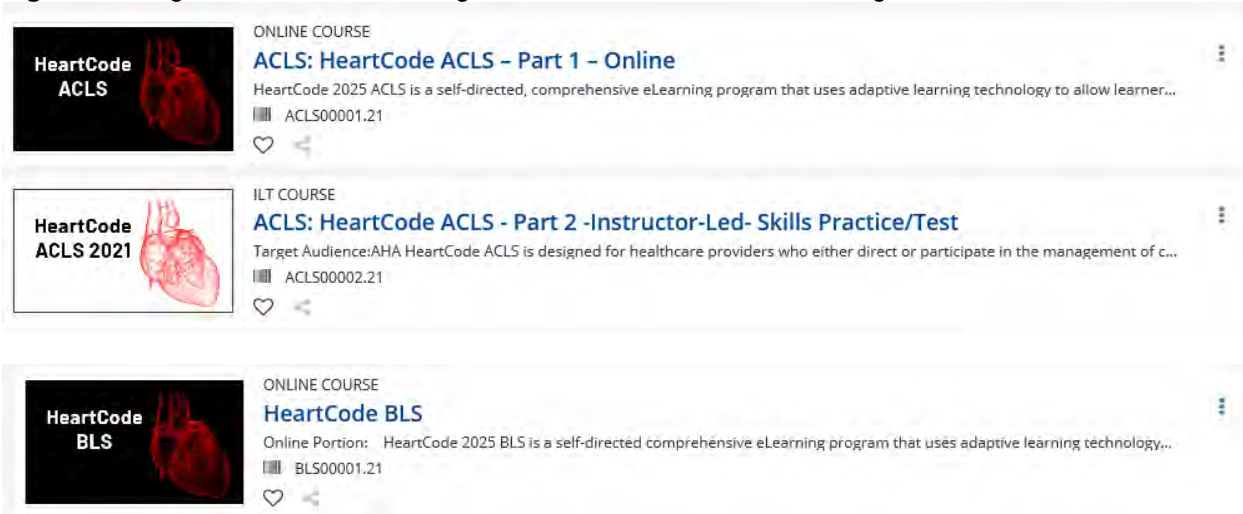 HeartCode
ACLS
ONLINE COURSE
ACLS: HeartCode ACLS – Part 1 – Online
HeartCode 2025 ACLS is a self-directed, comprehensive eLearning program that uses adaptive learning technology to allow learner...
ACLS00001.21
HeartCode
ACLS 2021
ILT COURSE
ACLS: HeartCode ACLS - Part 2 -Instructor-Led- Skills Practice/Test
Target Audience:AHA HeartCode ACLS is designed for healthcare providers who either direct or participate in the management of c...
ACLS00002.21
HeartCode
BLS
ONLINE COURSE
HeartCode BLS
Online Portion: HeartCode 2025 BLS is a self-directed comprehensive eLearning program that uses adaptive learning technology...
BLS00001.21